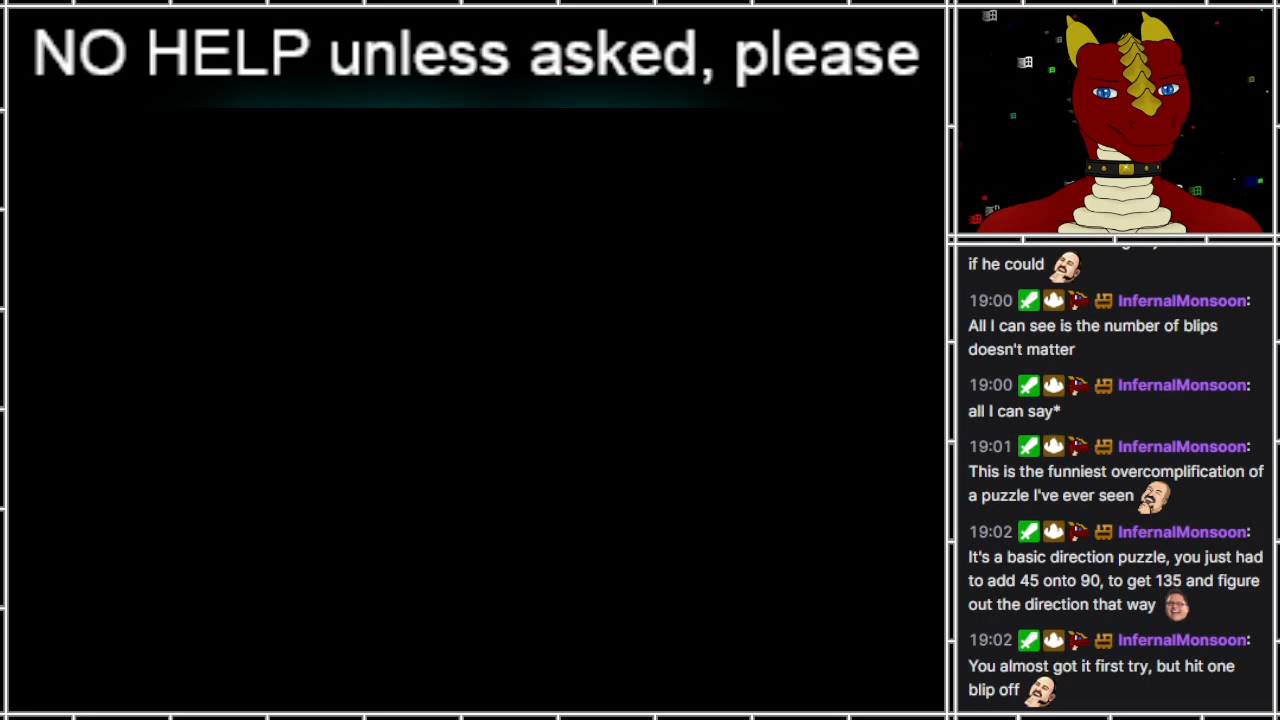 NO HELP unless asked, please
if he could
19:00 InfernalMonsoon:
All I can see is the number of blips
doesn't matter
19:00 InfernalMonsoon:
all I can say*
19:01 InfernalMonsoon:
This is the funniest overcomplification of
a puzzle I've ever seen
19:02 InfernalMonsoon:
It's a basic direction puzzle, you just had
to add 45 onto 90, to get 135 and figure
out the direction that way
19:02 InfernalMonsoon:
You almost got it first try, but hit one
blip off